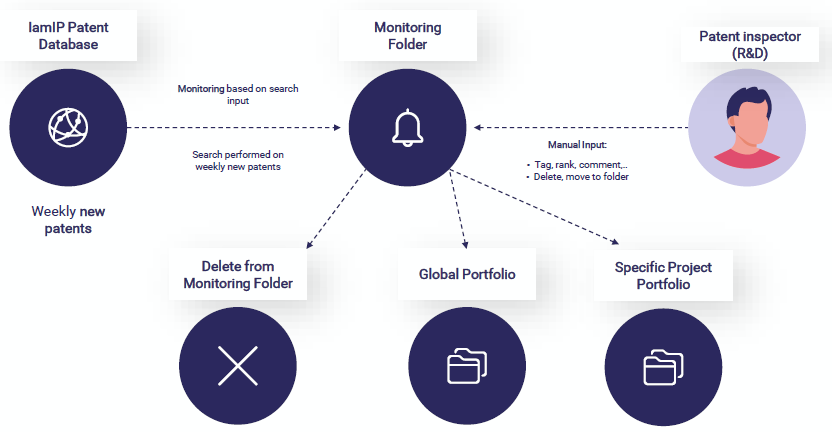 IamIP Patent
Database
Monitoring
Folder
Patent inspector
(R&D)
Monitoring based on search
input
Search performed on
weekly new patents
Manual Input:
• Tag, rank, comment,..
• Delete, move to folder
Weekly new
patents
Delete from
Monitoring Folder
Global Portfolio
Specific Project
Portfolio